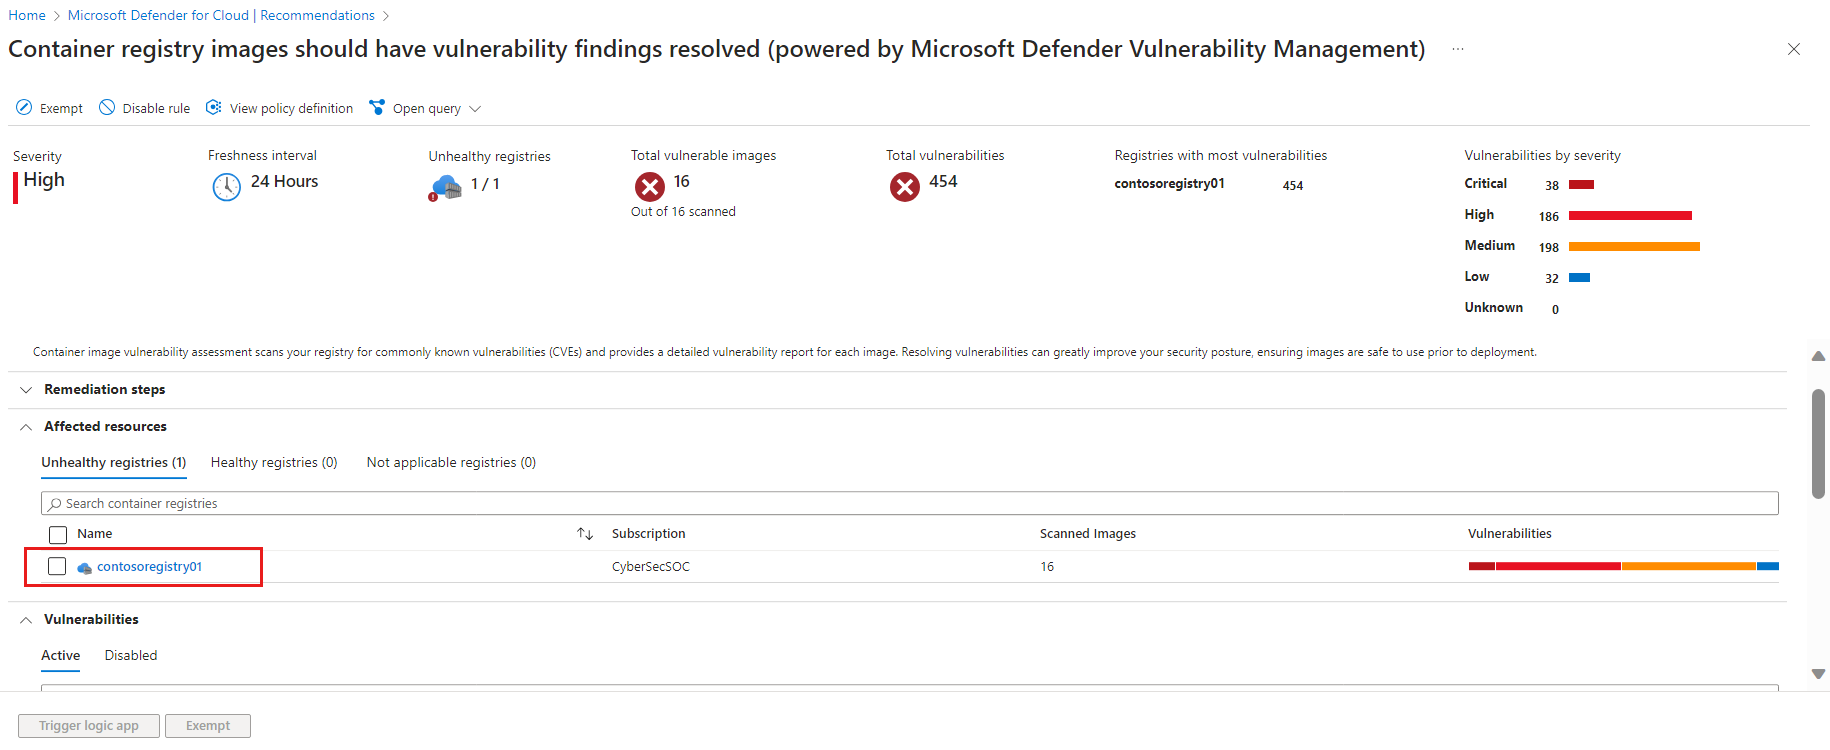 Home > Microsoft Defender for Cloud | Recommendations >
Container registry images should have vulnerability findings resolved (powered by Microsoft Defender Vulnerability Management) ...
Exempt Disable rule View policy definition Open query
Severity
High
Freshness interval
24 Hours
Unhealthy registries
1 / 1
Total vulnerable images
16
Out of 16 scanned
Total vulnerabilities
454
Registries with most vulnerabilities
contosoregistry01 454
Vulnerabilities by severity
Critical 38
High 186
Medium 198
Low 32
Unknown 0
Container image vulnerability assessment scans your registry for commonly known vulnerabilities (CVEs) and provides a detailed vulnerability report for each image. Resolving vulnerabilities can greatly improve your security posture, ensuring images are safe to use prior to deployment.
Remediation steps
Affected resources
Unhealthy registries (1) Healthy registries (0) Not applicable registries (0)
Search container registries
Name Subscription Scanned Images Vulnerabilities
contosoregistry01 CyberSecSOC 16
Vulnerabilities
Active Disabled
Trigger logic app Exempt